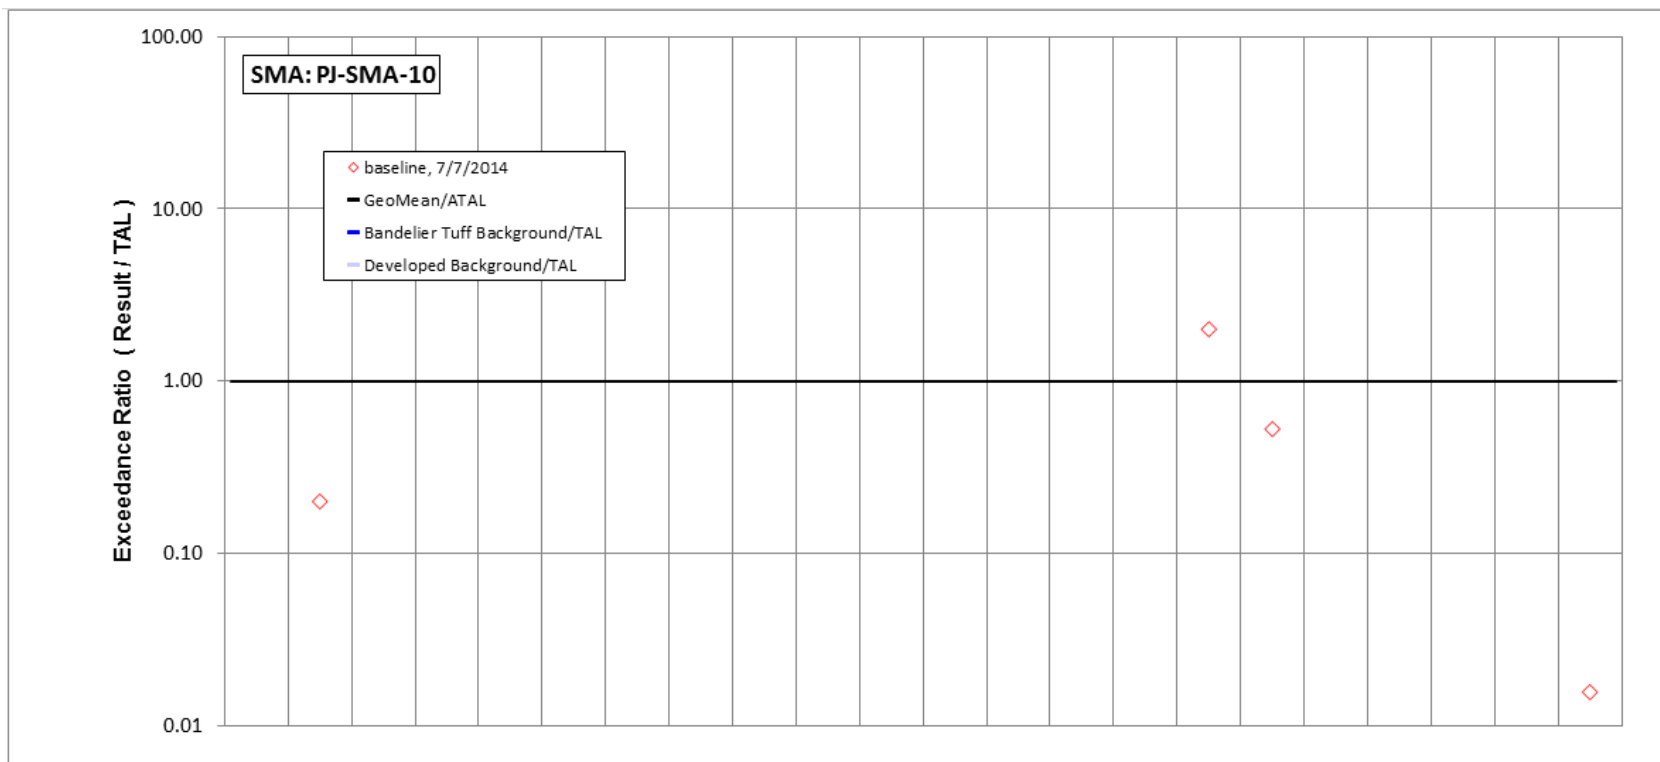 100.00
SMA: PJ-SMA-10
baseline, 7/7/2014
GeoMean/ATAL
Bandelier Tuff Background/TAL
Developed Background/TAL
10.00
1.00
0.10
0.01
Exceedance Ratio ( Result / TAL )